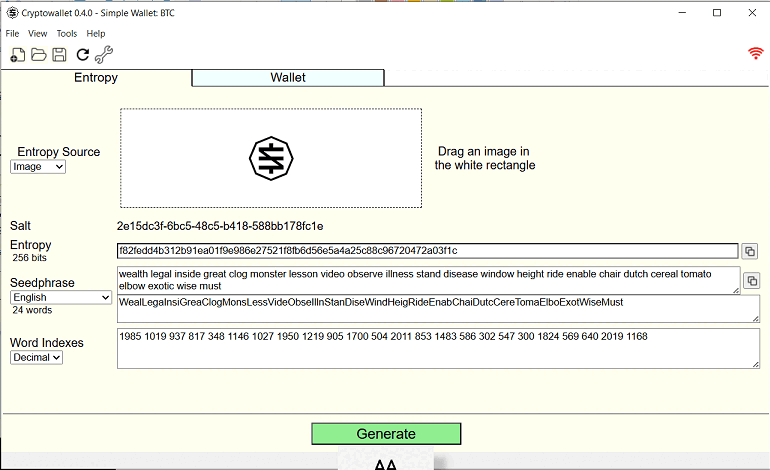 Cryptowallet 0.4.0 - Simple Wallet: BTC
File View Tools Help
Entropy Wallet
Entropy Source
Image
Drag an image in
the white rectangle
Salt 2e15dc3f-6bc5-48c5-b418-588bb178fc1e
Entropy
256 bits
f82fedd4b312b91ea01f9e986e27521f8fb6d56e5a4a25c88c96720472a03f1c
Seedphrase
English
24 words
wealth legal inside great clog monster lesson video observe illness stand disease window height ride enable chair dutch cereal tomato
elbow exotic wise must
WealLegaInsiGreaClogMonsLessVideObseIllnStanDiseWindHeigRideEnabChaiDutcCereTomaElboExotWiseMust
Word Indexes
Decimal
1985 1019 937 817 348 1146 1027 1950 1219 905 1700 504 2011 853 1483 586 302 547 300 1824 569 640 2019 1168
Generate
AA